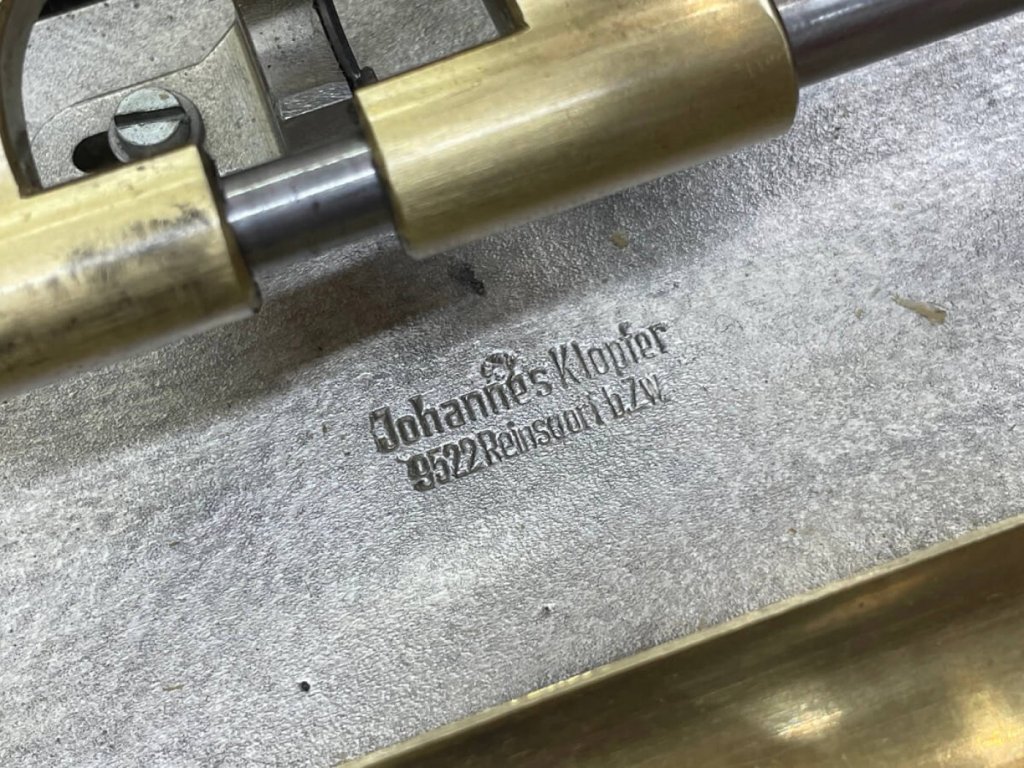 Johannes Klopfer
9522 Reinsdorf b. Zw.